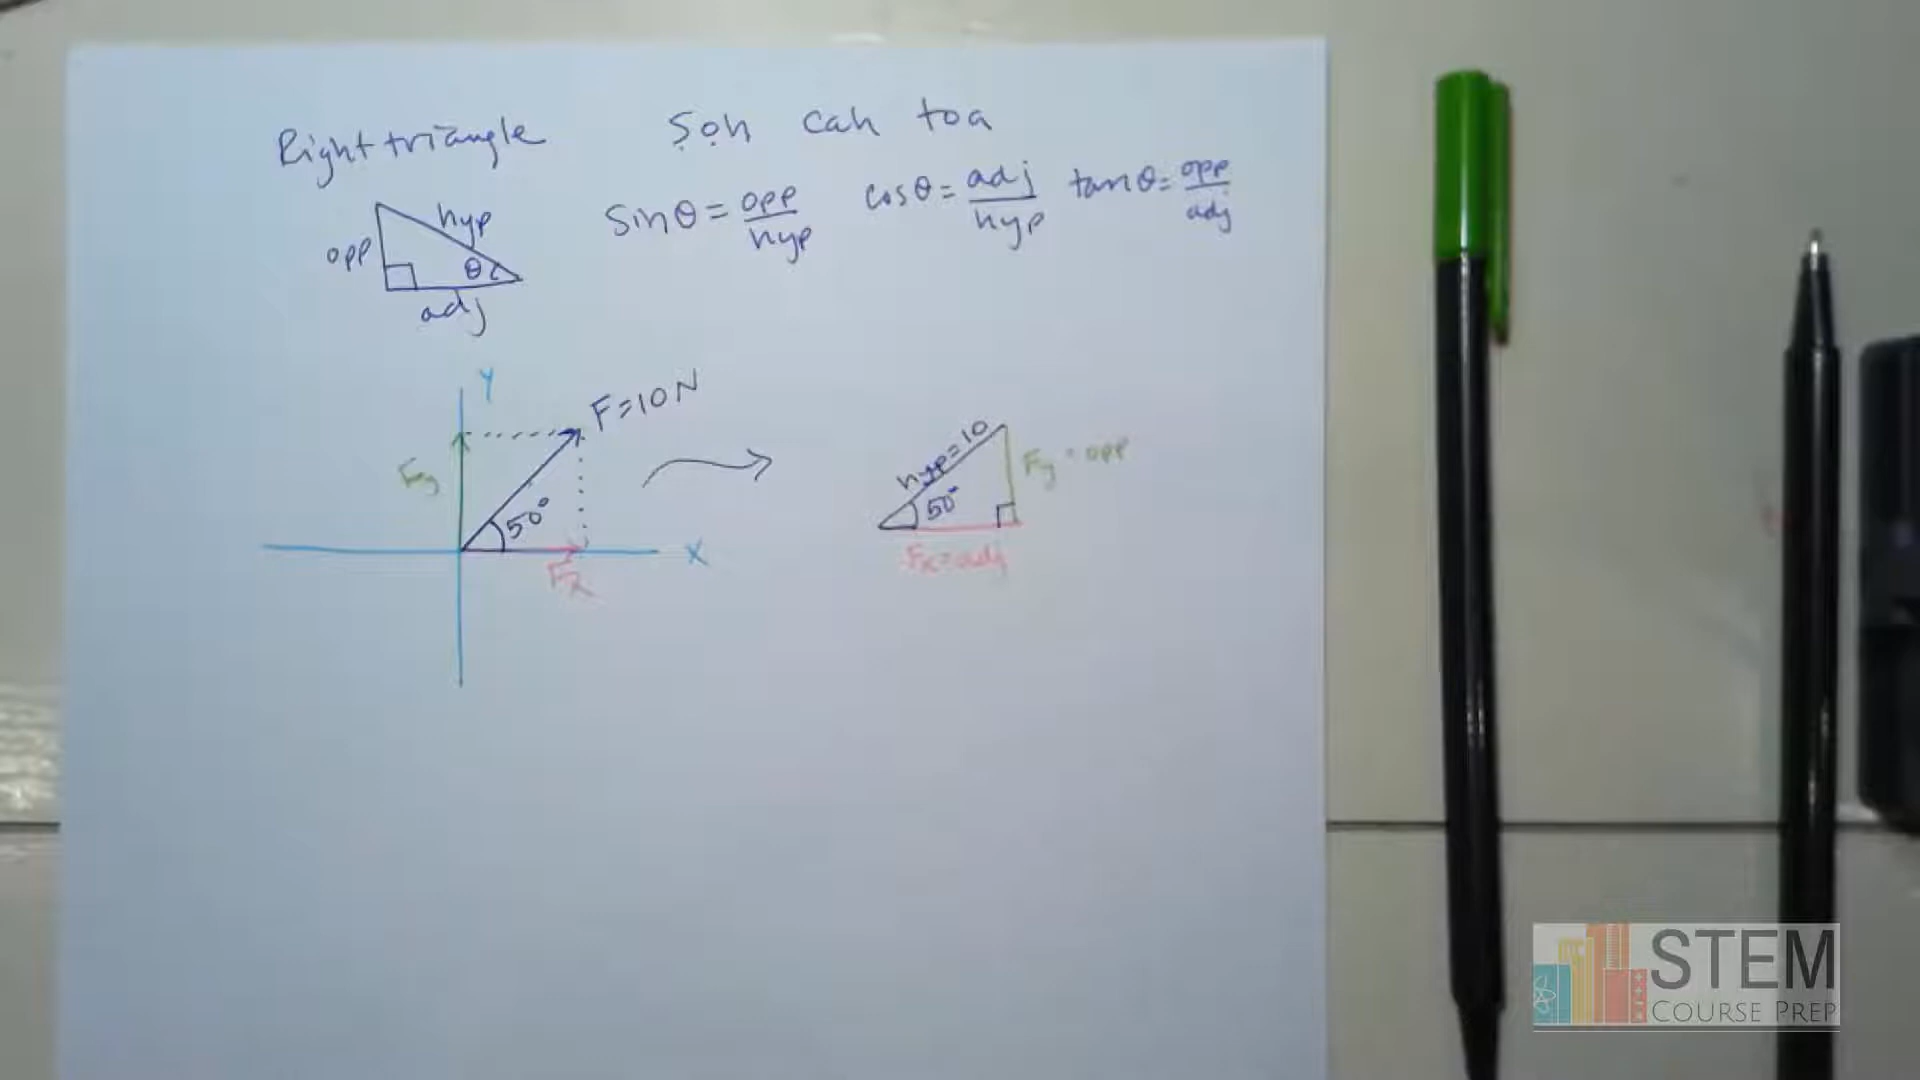 Right triangle
Soh cah toa
sinθ = opp/hyp
cosθ = adj/hyp
tanθ = opp/adj
hyp
opp
θ
adj
Y
F=10N
Fy
50°
X
Fx
hyp=10
Fy = opp
50°
Fx=adj
STEM
COURSE PREP